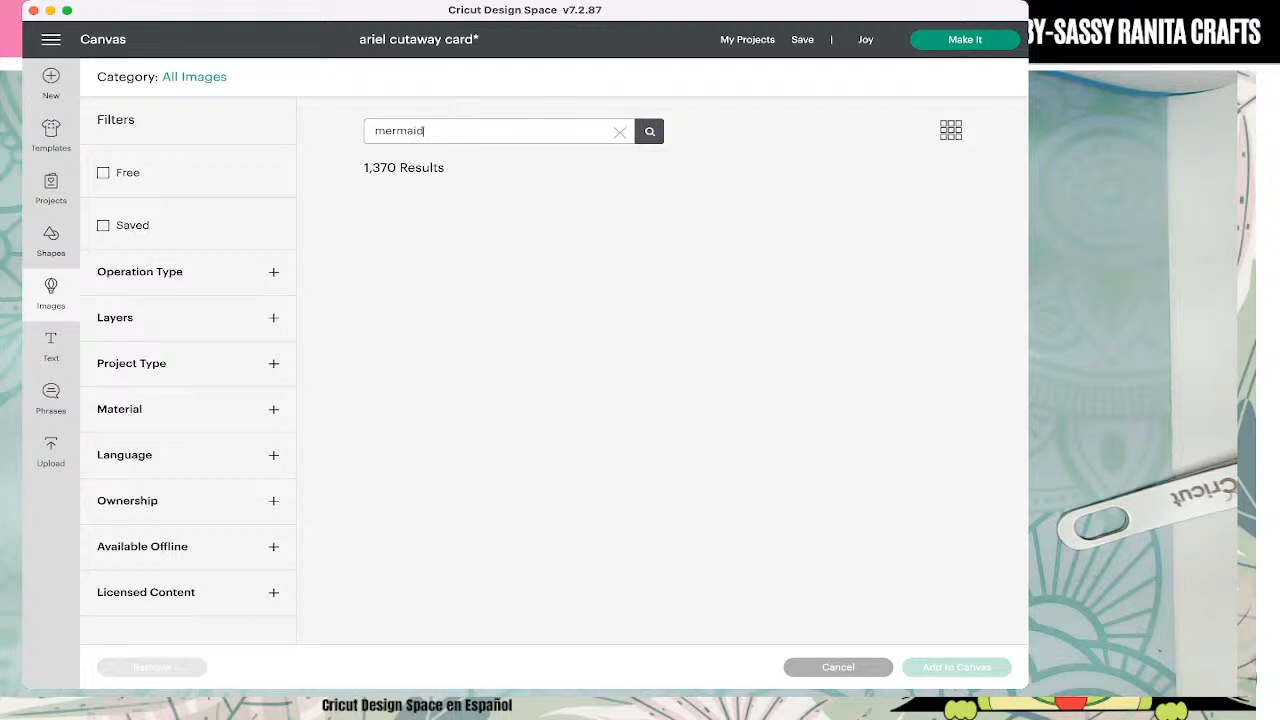 Cricut Design Space v7.2.87
BY-SASSY RANITA CRAFTS
Canvas
ariel cutaway card*
My Projects
Save
|
Joy
Make It
Category: All Images
New
Templates
Projects
Shapes
Images
Text
Phrases
Upload
Filters
Free
Saved
Operation Type
Layers
Project Type
Material
Language
Ownership
Available Offline
Licensed Content
mermaid
1,370 Results
Cricut
Remove
Cancel
Add to Canvas
Cricut Design Space en Español